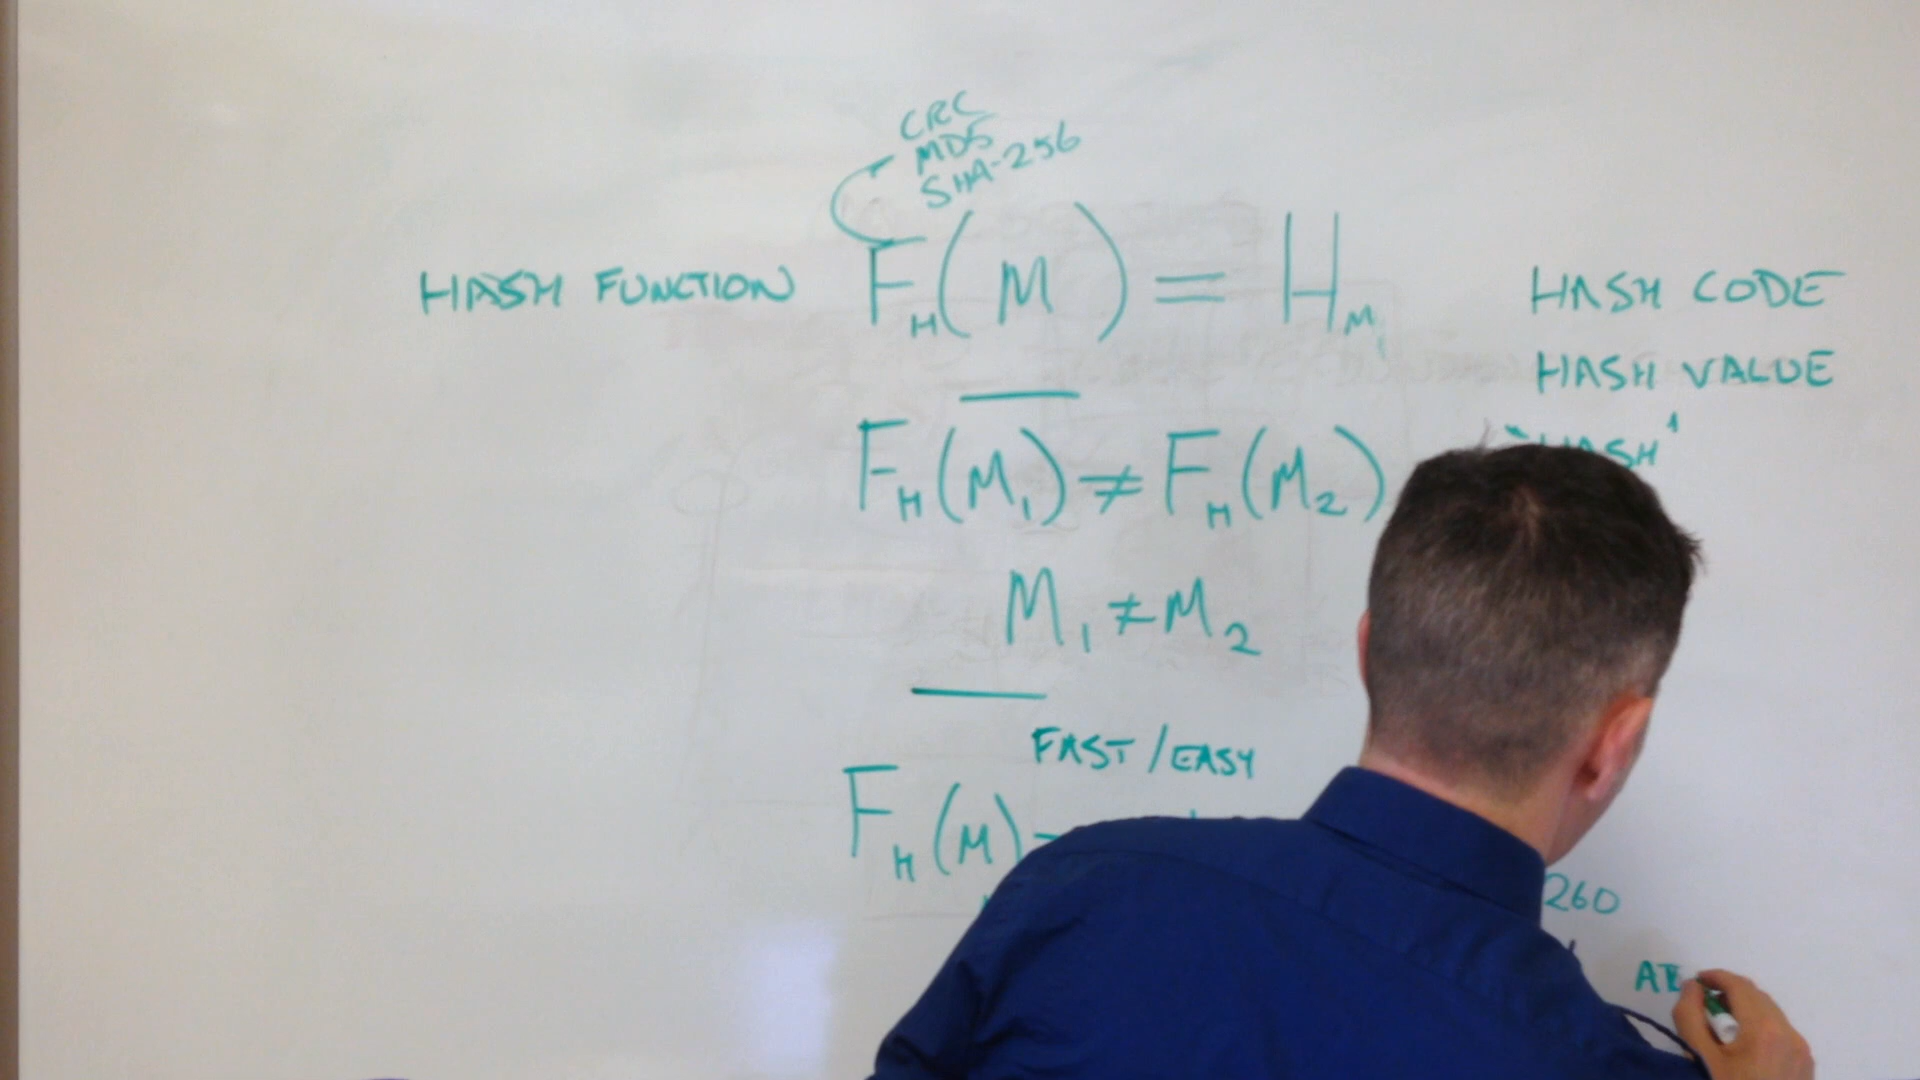 CRC
MD5
SHA-256
HASH FUNCTION F_H(M) = H_M₁
HASH CODE
HASH VALUE
F_H(M₁) ≠ F_H(M₂)
"HASH"
M₁ ≠ M₂
FAST/EASY
F_H(M)
260